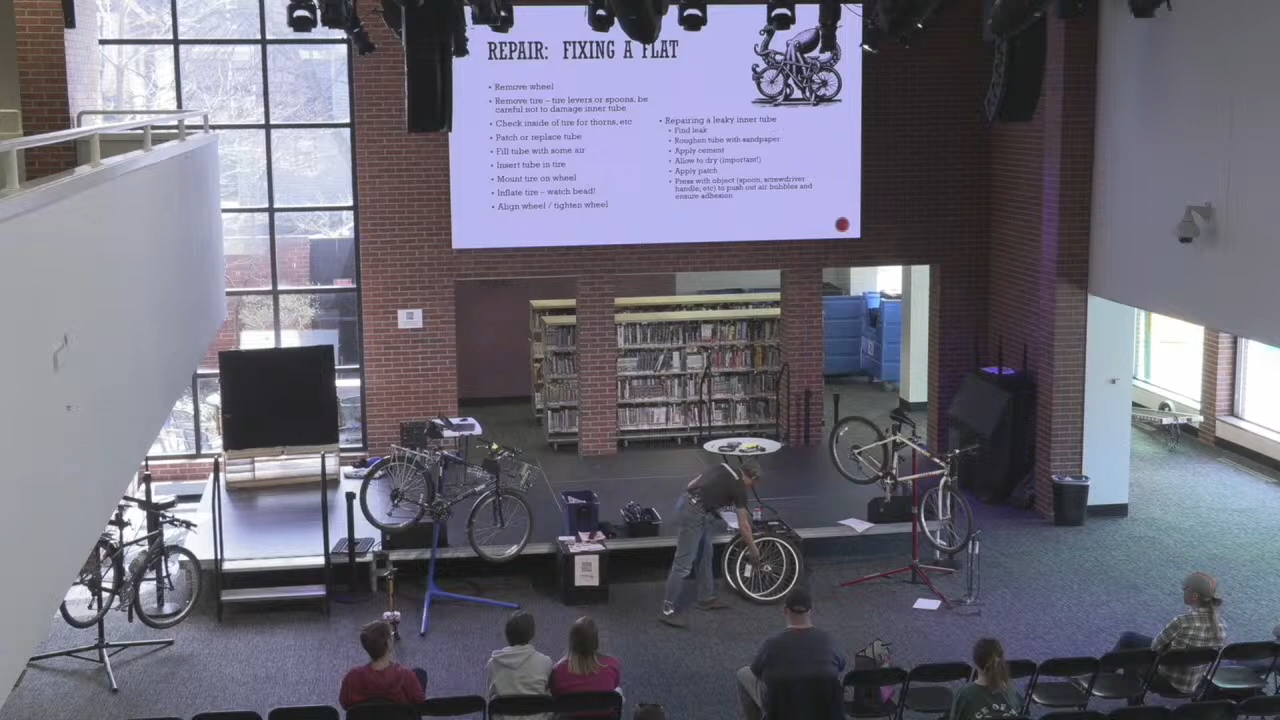 REPAIR: FIXING A FLAT
• Remove wheel
• Remove tire – tire levers or spoons, be
careful not to damage inner tube
• Check inside of tire for thorns, etc
• Patch or replace tube
• Fill tube with some air
• Insert tube in tire
• Mount tire on wheel
• Inflate tire – watch bead!
• Align wheel / tighten wheel
• Repairing a leaky inner tube
• Find leak
• Roughen tube with sandpaper
• Apply cement
• Allow to dry (important!)
• Apply patch
• Press with object (spoon, screwdriver
handle, etc) to push out air bubbles and
ensure adhesion